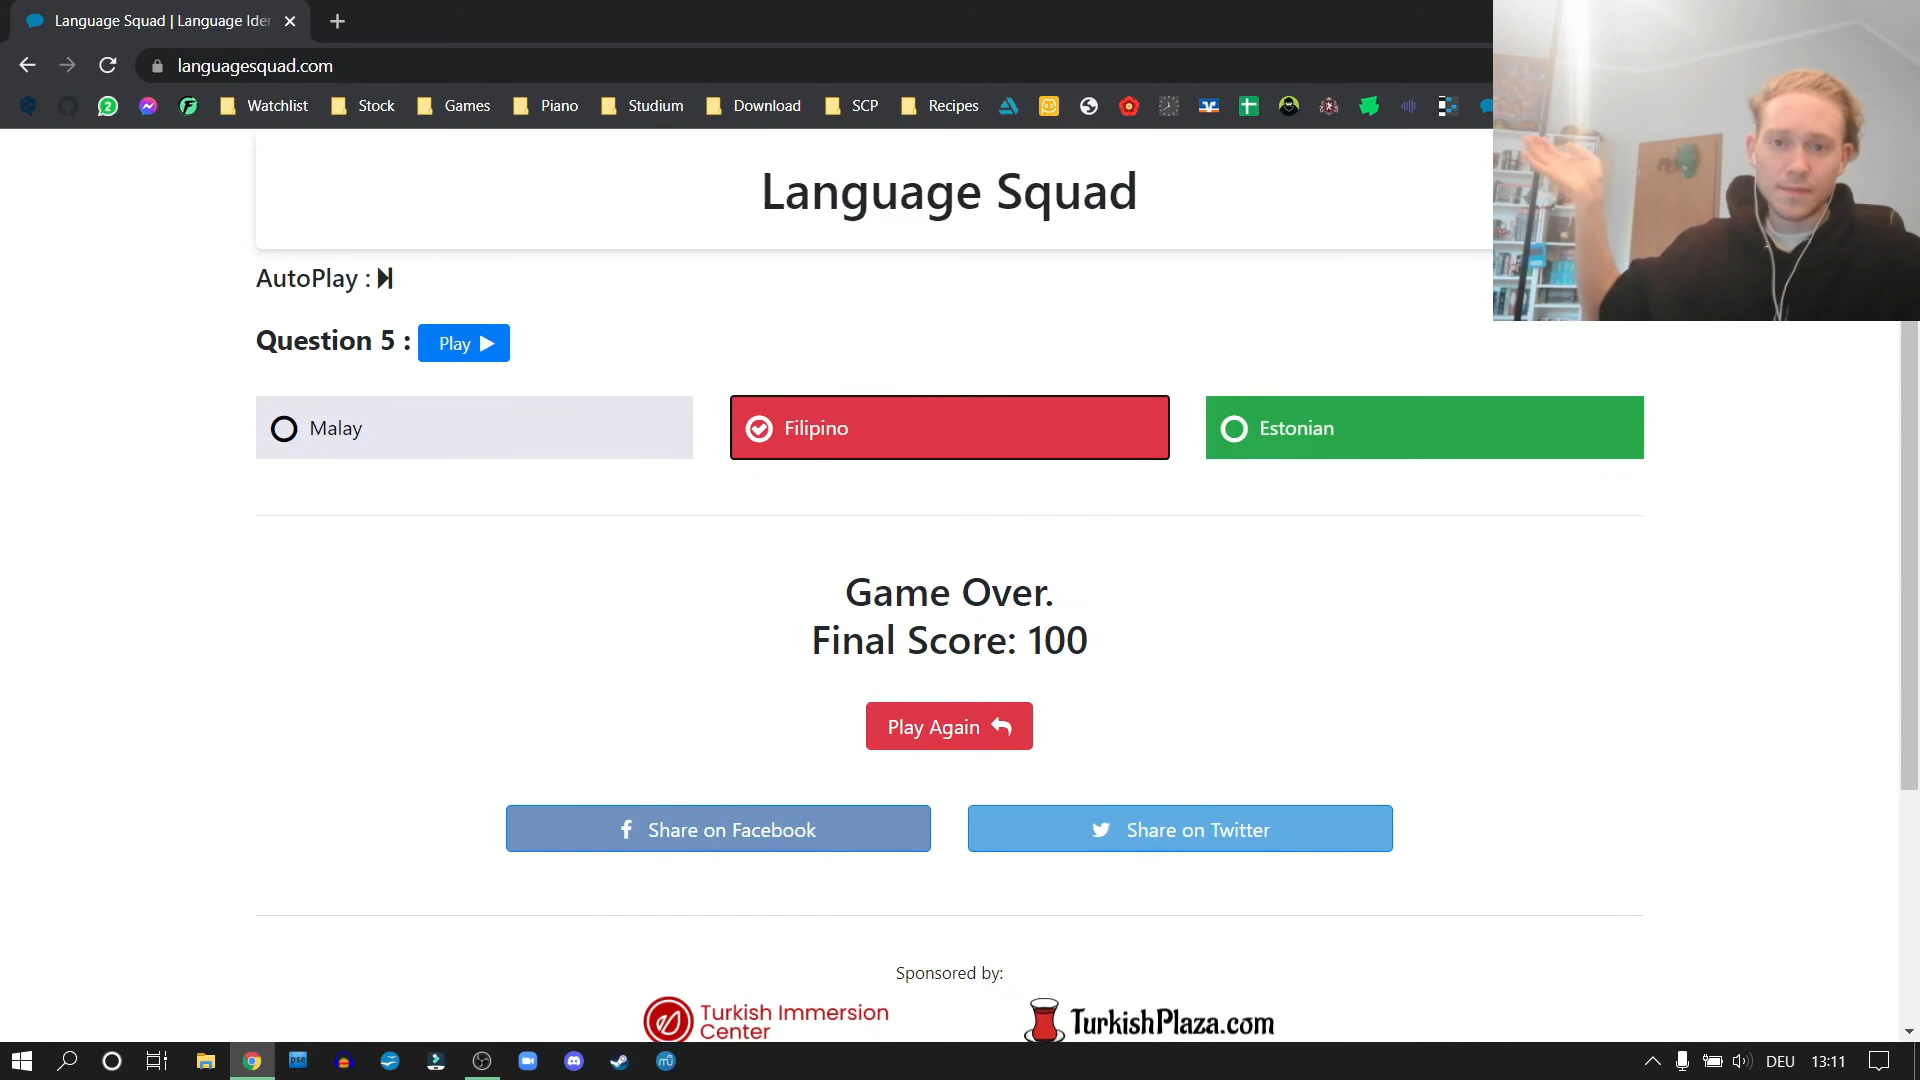 Language Squad | Language Iden
languagesquad.com
Watchlist
Stock
Games
Piano
Studium
Download
SCP
Recipes
Language Squad
AutoPlay :
Question 5 : Play
Malay
Filipino
Estonian
Game Over.
Final Score: 100
Play Again
Share on Facebook
Share on Twitter
Sponsored by:
Turkish Immersion
Center
TurkishPlaza.com
pse
DEU
13:11